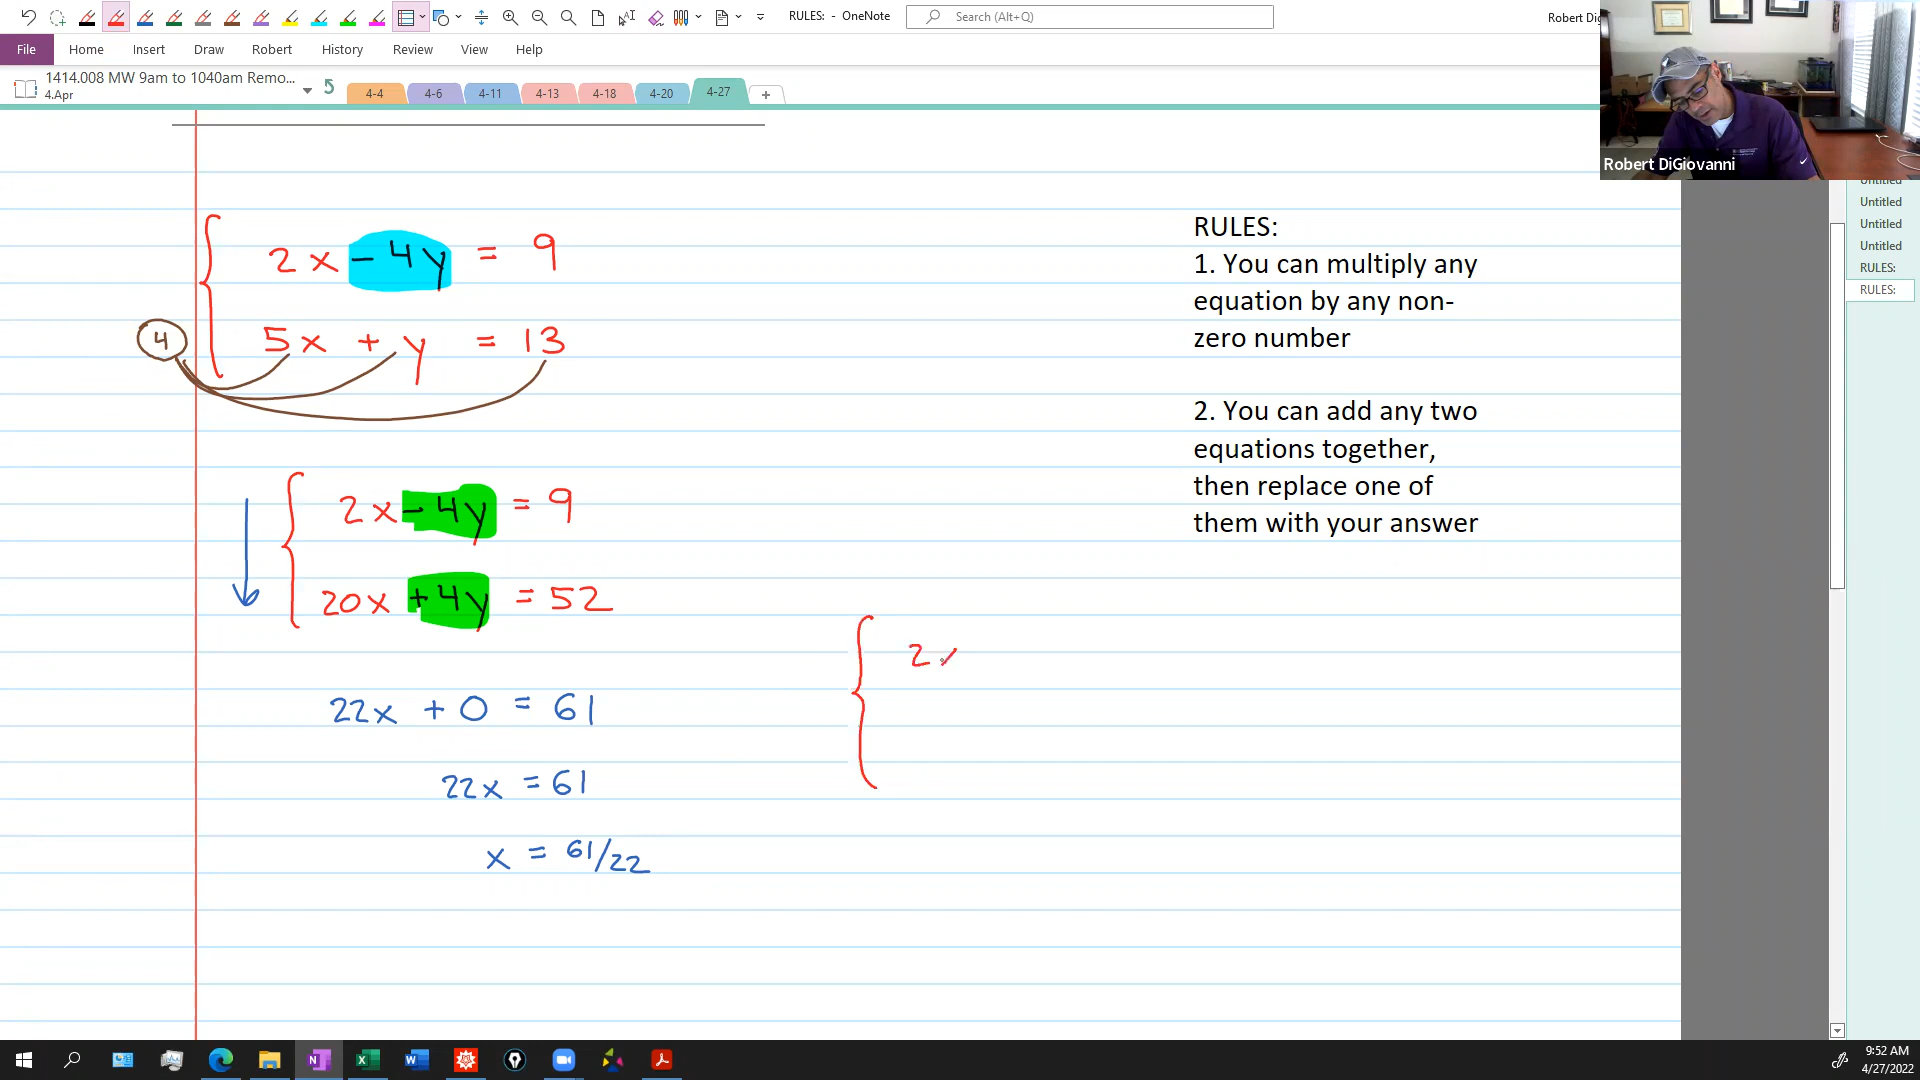 RULES: - OneNote
Search (Alt+Q)
Robert Di
File Home Insert Draw Robert History Review View Help
1414.008 MW 9am to 1040am Remo...
4.Apr
4-4 4-6 4-11 4-13 4-18 4-20 4-27
Robert DiGiovanni
Untitled
Untitled
Untitled
Untitled
RULES:
RULES:
2x - 4y = 9
4 5x + y = 13
2x - 4y = 9
20x + 4y = 52
22x + 0 = 61
22x = 61
x = 61/22
2
RULES:
1. You can multiply any
equation by any non-
zero number
2. You can add any two
equations together,
then replace one of
them with your answer
9:52 AM
4/27/2022